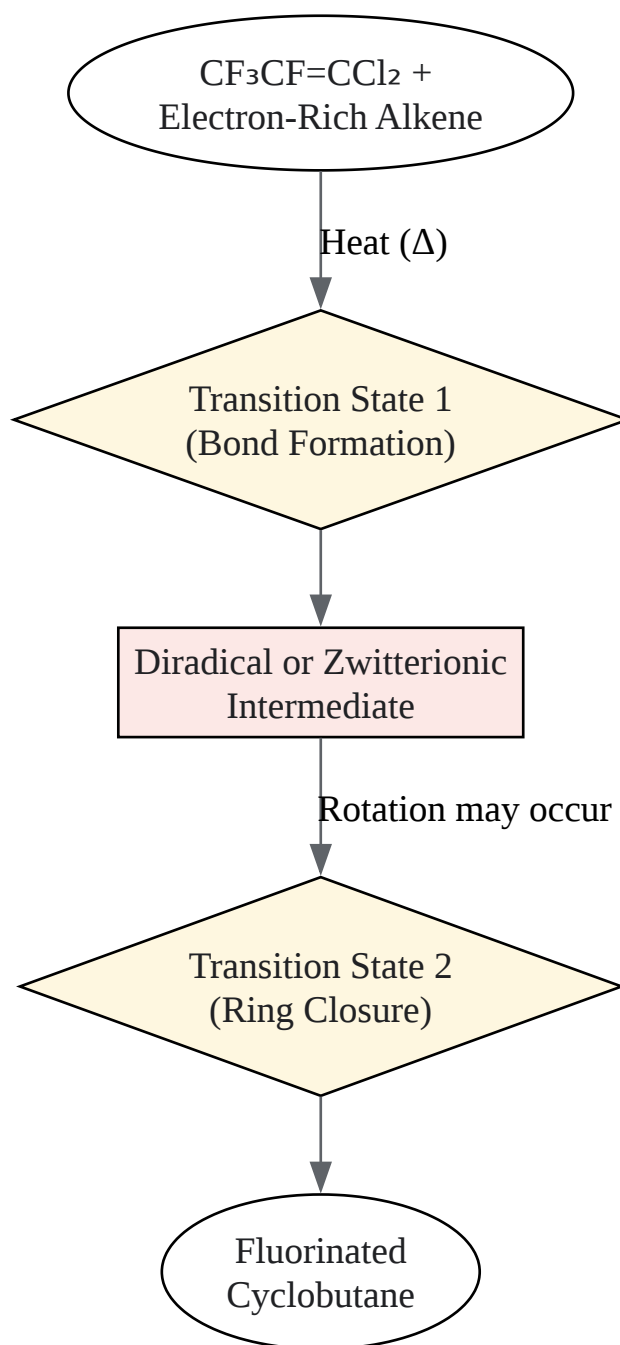 CF₃CF=CCl₂ +
Electron-Rich Alkene
Heat (Δ)
Transition State 1
(Bond Formation)
Diradical or Zwitterionic
Intermediate
Rotation may occur
Transition State 2
(Ring Closure)
Fluorinated
Cyclobutane